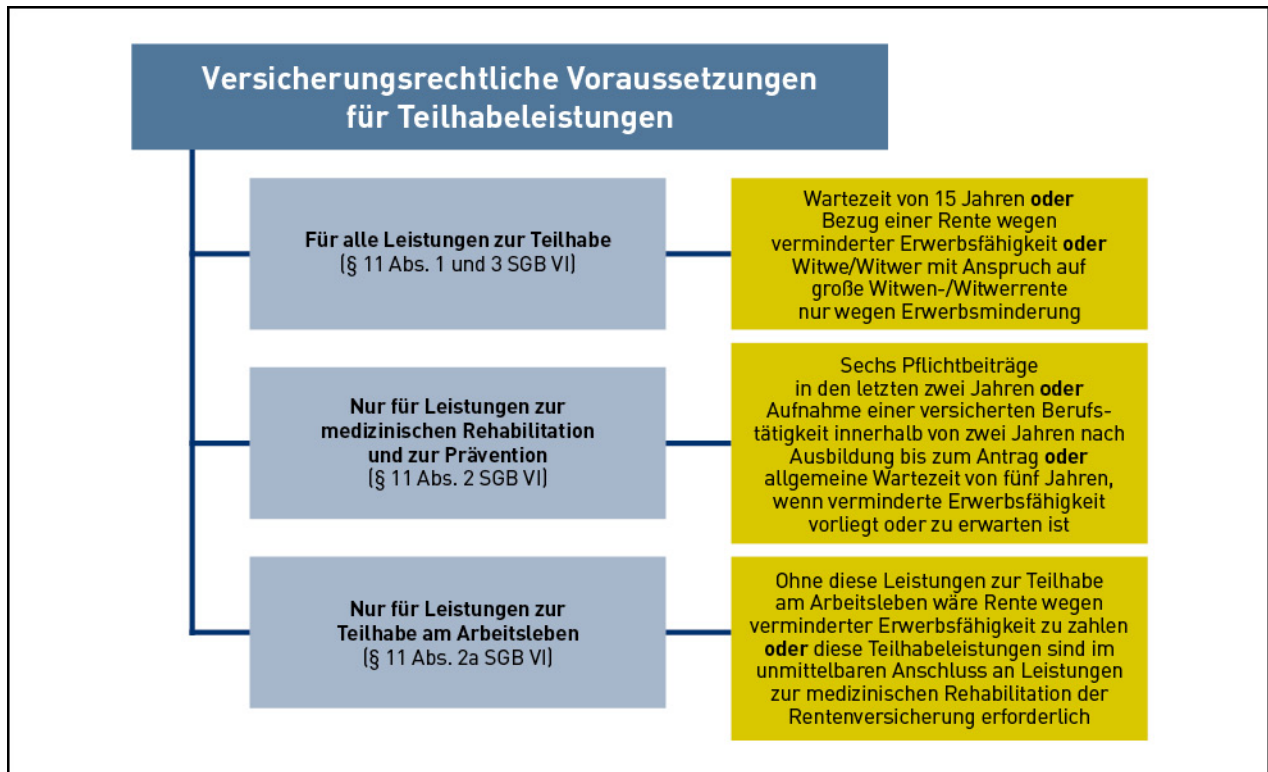 Versicherungsrechtliche Voraussetzungen
für Teilhabeleistungen
Für alle Leistungen zur Teilhabe
(§ 11 Abs. 1 und 3 SGB VI)
Wartezeit von 15 Jahren oder
Bezug einer Rente wegen
verminderter Erwerbsfähigkeit oder
Witwe/Witwer mit Anspruch auf
große Witwen-/Witwerrente
nur wegen Erwerbsminderung
Nur für Leistungen zur
medizinischen Rehabilitation
und zur Prävention
(§ 11 Abs. 2 SGB VI)
Sechs Pflichtbeiträge
in den letzten zwei Jahren oder
Aufnahme einer versicherten Berufs-
tätigkeit innerhalb von zwei Jahren nach
Ausbildung bis zum Antrag oder
allgemeine Wartezeit von fünf Jahren,
wenn verminderte Erwerbsfähigkeit
vorliegt oder zu erwarten ist
Nur für Leistungen zur
Teilhabe am Arbeitsleben
(§ 11 Abs. 2a SGB VI)
Ohne diese Leistungen zur Teilhabe
am Arbeitsleben wäre Rente wegen
verminderter Erwerbsfähigkeit zu zahlen
oder diese Teilhabeleistungen sind im
unmittelbaren Anschluss an Leistungen
zur medizinischen Rehabilitation der
Rentenversicherung erforderlich